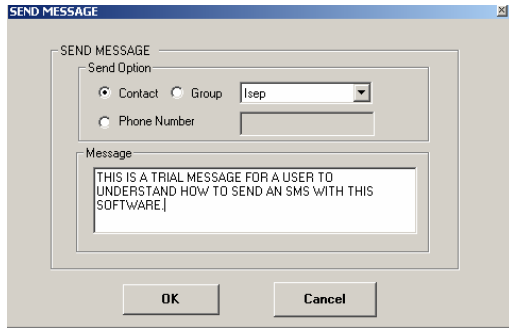 SEND MESSAGE
SEND MESSAGE
Send Option
Contact Group Isep
Phone Number
Message
THIS IS A TRIAL MESSAGE FOR A USER TO
UNDERSTAND HOW TO SEND AN SMS WITH THIS
SOFTWARE.
OK Cancel